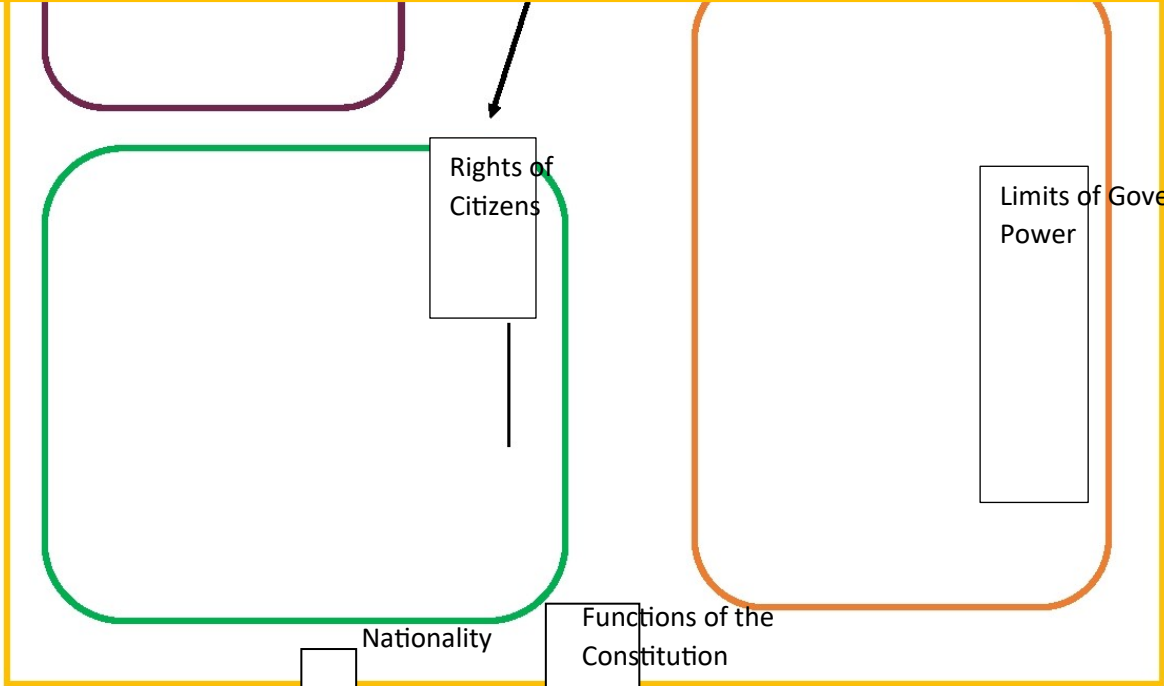 Rights of
Citizens
Limits of Gove
Power
Nationality
Functions of the
Constitution